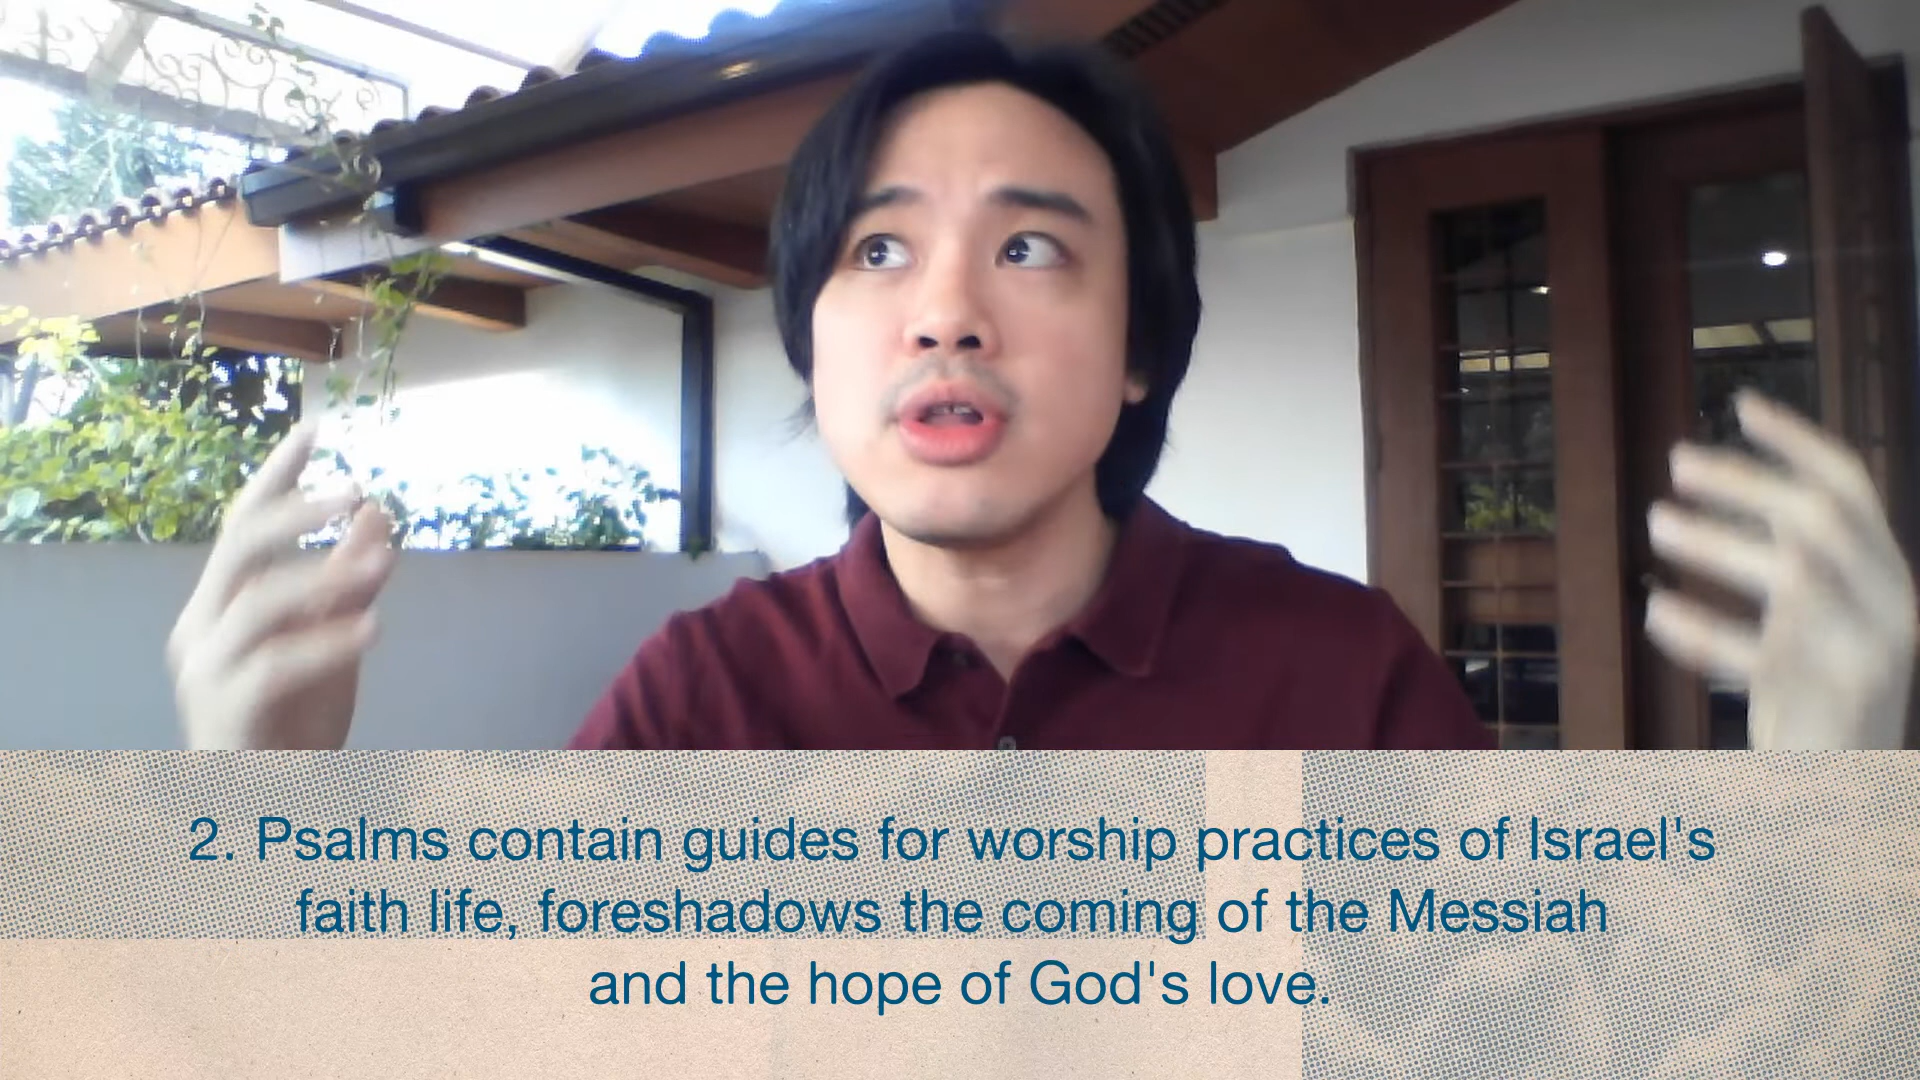 2. Psalms contain guides for worship practices of Israel's
faith life, foreshadows the coming of the Messiah
and the hope of God's love.